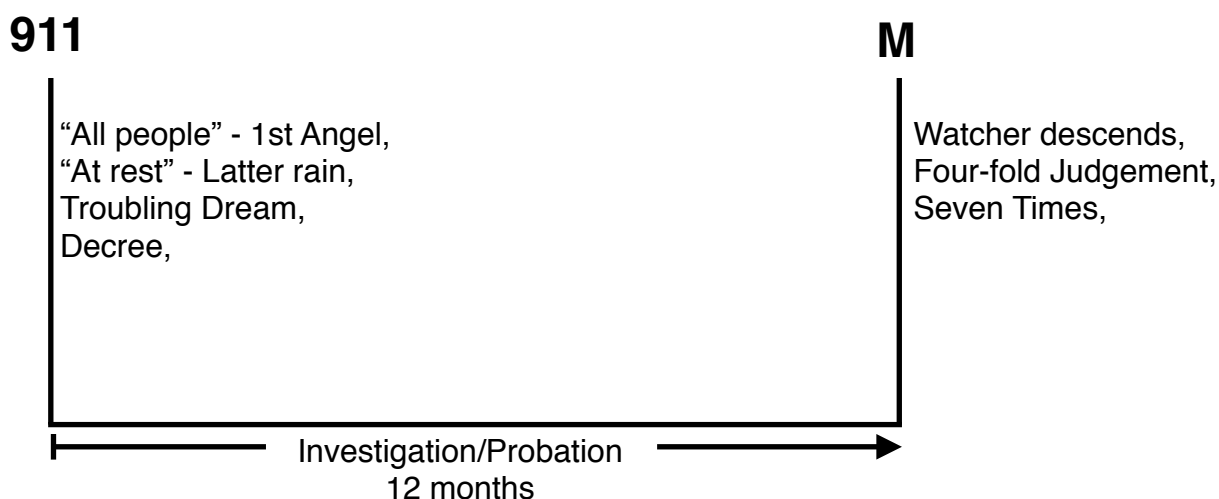 911
M
“All people” - 1st Angel,
“At rest” - Latter rain,
Troubling Dream,
Decree,
Watcher descends,
Four-fold Judgement,
Seven Times,
Investigation/Probation
12 months